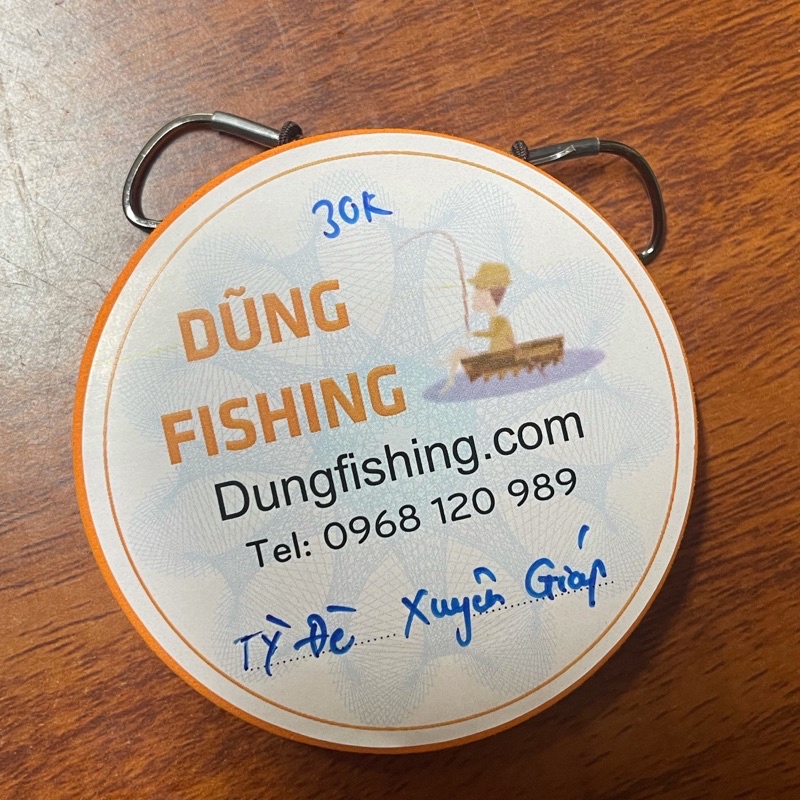 30K
DŨNG
FISHING
Dungfishing.com
Tel: 0968 120 989
Tỳ Đè Xuyên Giáp